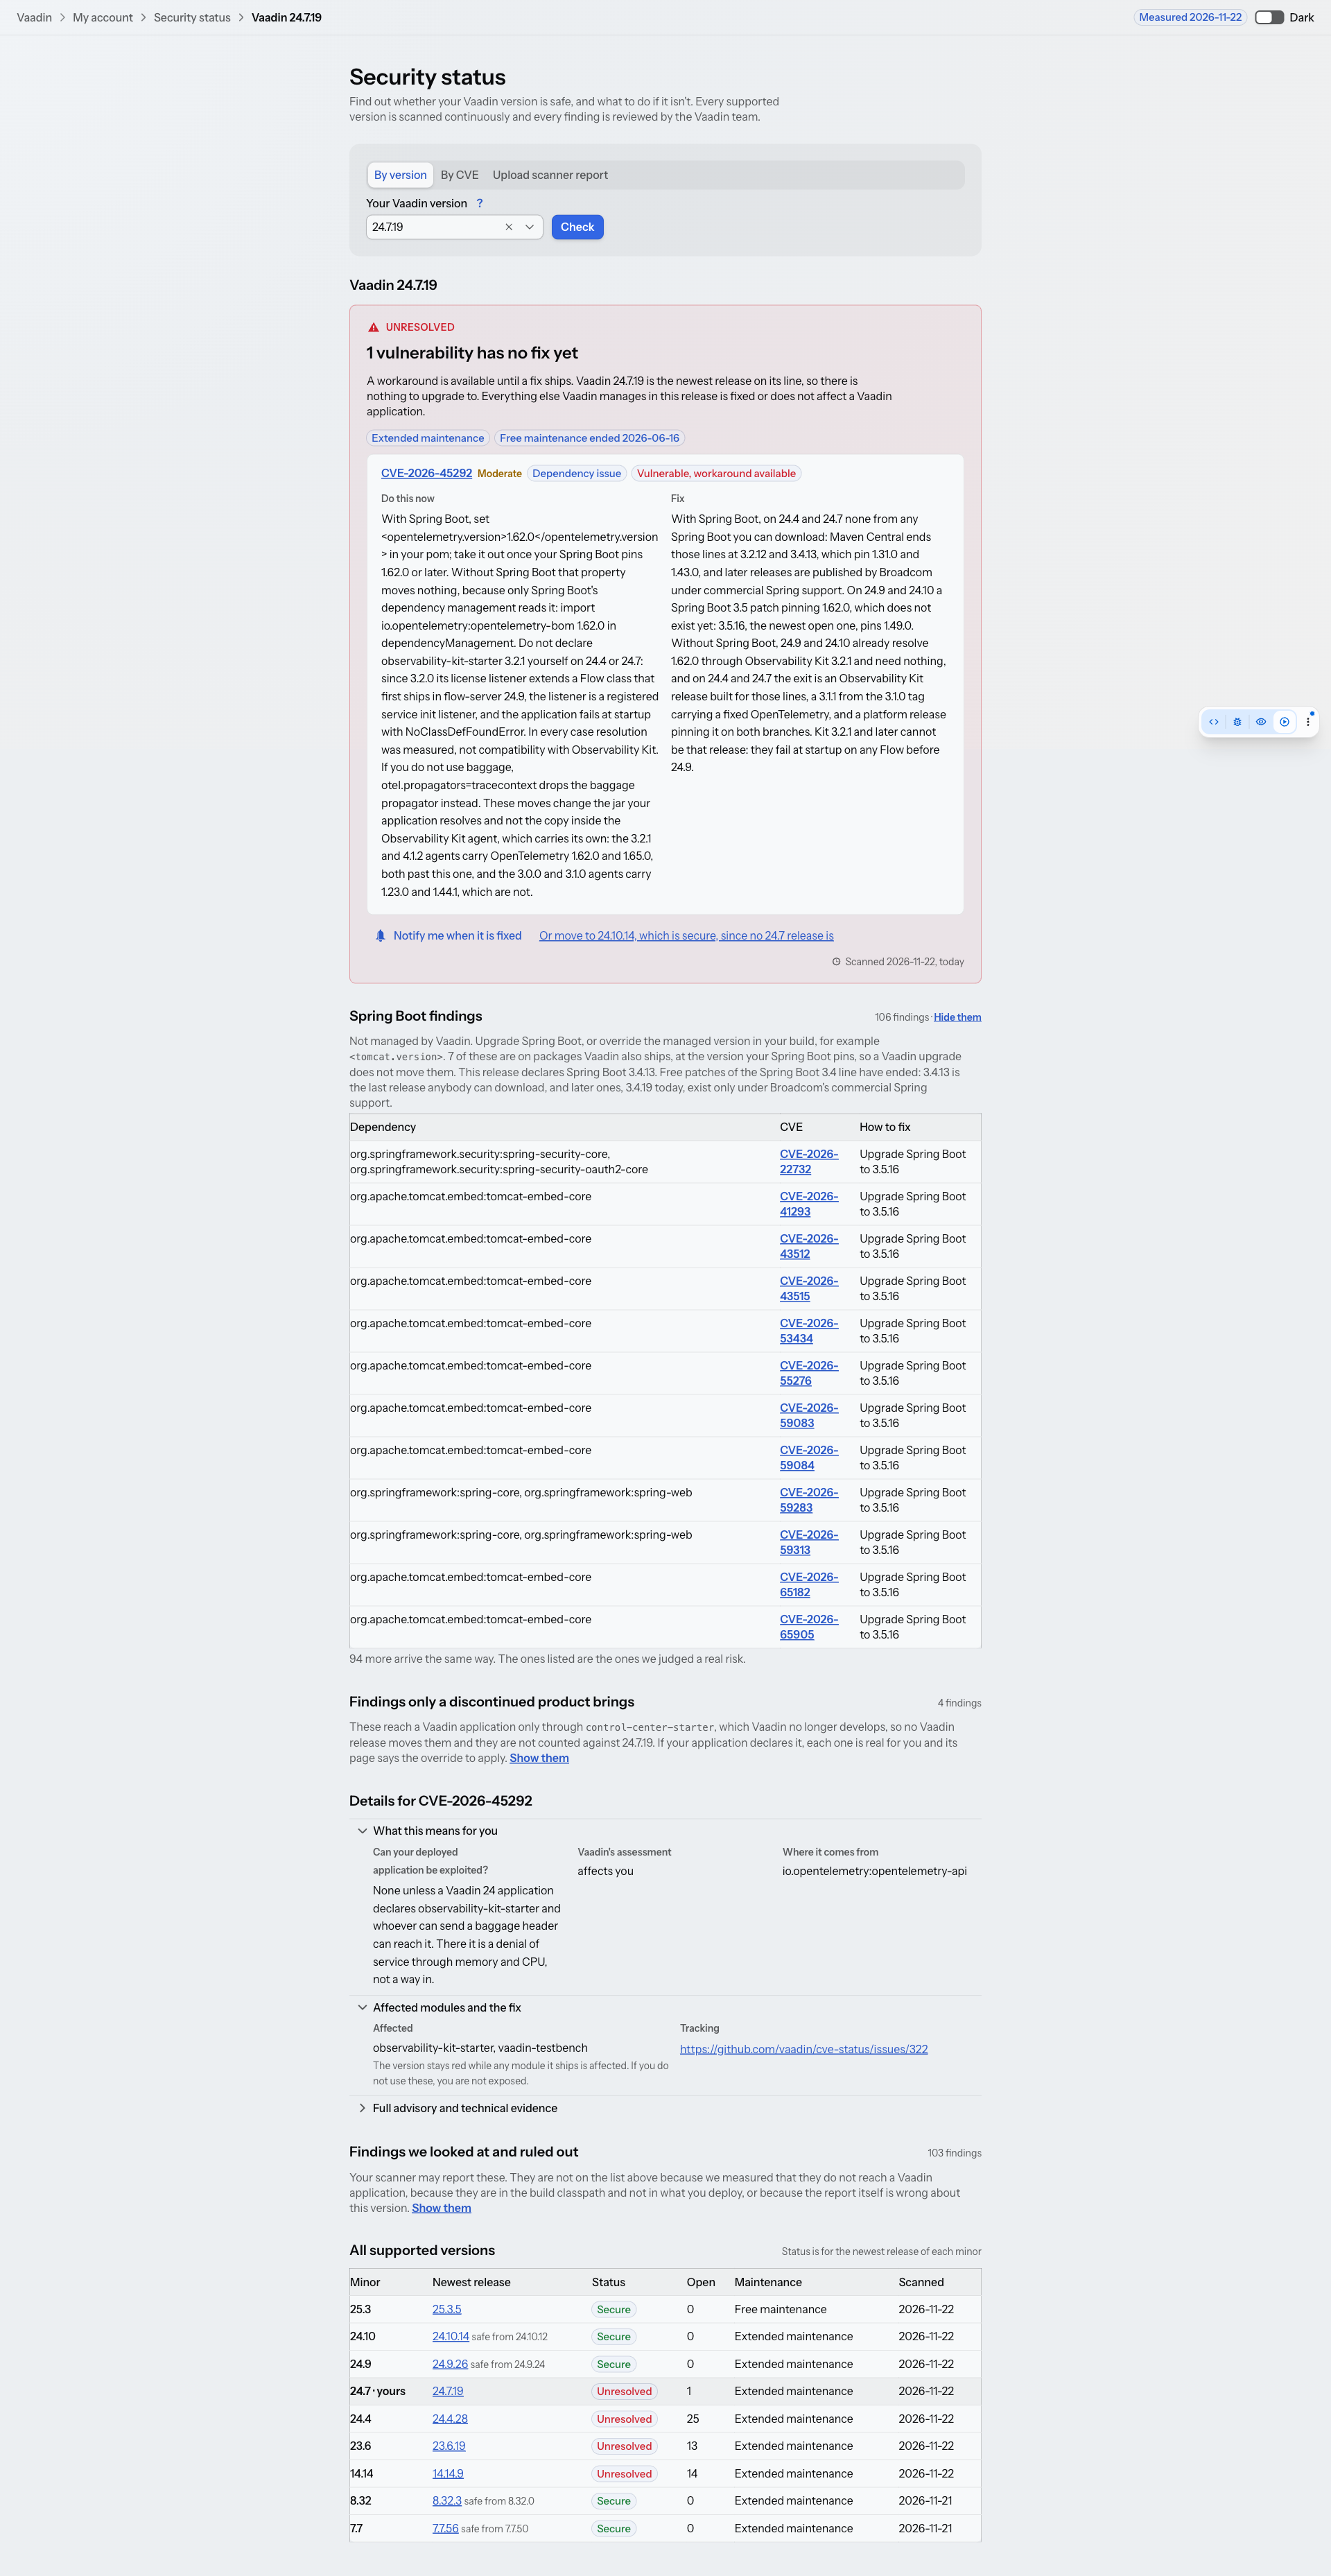 Vaadin > My account > Security status > Vaadin 24.7.19
Measured 2026-11-22
Dark
Security status
Find out whether your Vaadin version is safe, and what to do if it isn't. Every supported
version is scanned continuously and every finding is reviewed by the Vaadin team.
By version By CVE Upload scanner report
Your Vaadin version ?
24.7.19
Check
Vaadin 24.7.19
UNRESOLVED
1 vulnerability has no fix yet
A workaround is available until a fix ships. Vaadin 24.7.19 is the newest release on its line, so there is
nothing to upgrade to. Everything else Vaadin manages in this release is fixed or does not affect a Vaadin
application.
Extended maintenance Free maintenance ended 2026-06-16
CVE-2026-45292 Moderate Dependency issue Vulnerable, workaround available
Do this now
With Spring Boot, set
<opentelemetry.version>1.62.0</opentelemetry.version
> in your pom; take it out once your Spring Boot pins
1.62.0 or later. Without Spring Boot that property
moves nothing, because only Spring Boot's
dependency management reads it: import
io.opentelemetry:opentelemetry-bom 1.62.0 in
dependencyManagement. Do not declare
observability-kit-starter 3.2.1 yourself on 24.4 or 24.7:
since 3.2.0 its license listener extends a Flow class that
first ships in flow-server 24.9, the listener is a registered
service init listener, and the application fails at startup
with NoClassDefFoundError. In every case resolution
was measured, not compatibility with Observability Kit.
If you do not use baggage,
otel.propagators=tracecontext drops the baggage
propagator instead. These moves change the jar your
application resolves and not the copy inside the
Observability Kit agent, which carries its own: the 3.2.1
and 4.1.2 agents carry OpenTelemetry 1.62.0 and 1.65.0,
both past this one, and the 3.0.0 and 3.1.0 agents carry
1.23.0 and 1.44.1, which are not.
Fix
With Spring Boot, on 24.4 and 24.7 none from any
Spring Boot you can download: Maven Central ends
those lines at 3.2.12 and 3.4.13, which pin 1.31.0 and
1.43.0, and later releases are published by Broadcom
under commercial Spring support. On 24.9 and 24.10 a
Spring Boot 3.5 patch pinning 1.62.0, which does not
exist yet: 3.5.16, the newest open one, pins 1.49.0.
Without Spring Boot, 24.9 and 24.10 already resolve
1.62.0 through Observability Kit 3.2.1 and need nothing,
and on 24.4 and 24.7 the exit is an Observability Kit
release built for those lines, a 3.1.1 from the 3.1.0 tag
carrying a fixed OpenTelemetry, and a platform release
pinning it on both branches. Kit 3.2.1 and later cannot
be that release: they fail at startup on any Flow before
24.9.
Notify me when it is fixed Or move to 24.10.14, which is secure, since no 24.7 release is
Scanned 2026-11-22, today
Spring Boot findings
106 findings · Hide them
Not managed by Vaadin. Upgrade Spring Boot, or override the managed version in your build, for example
<tomcat.version>. 7 of these are on packages Vaadin also ships, at the version your Spring Boot pins, so a Vaadin upgrade
does not move them. This release declares Spring Boot 3.4.13. Free patches of the Spring Boot 3.4 line have ended: 3.4.13 is
the last release anybody can download, and later ones, 3.4.19 today, exist only under Broadcom's commercial Spring
support.
Dependency CVE How to fix
org.springframework.security:spring-security-core, CVE-2026- Upgrade Spring Boot
org.springframework.security:spring-security-oauth2-core 22732 to 3.5.16
org.apache.tomcat.embed:tomcat-embed-core CVE-2026- Upgrade Spring Boot
41293 to 3.5.16
org.apache.tomcat.embed:tomcat-embed-core CVE-2026- Upgrade Spring Boot
43512 to 3.5.16
org.apache.tomcat.embed:tomcat-embed-core CVE-2026- Upgrade Spring Boot
43515 to 3.5.16
org.apache.tomcat.embed:tomcat-embed-core CVE-2026- Upgrade Spring Boot
53434 to 3.5.16
org.apache.tomcat.embed:tomcat-embed-core CVE-2026- Upgrade Spring Boot
55276 to 3.5.16
org.apache.tomcat.embed:tomcat-embed-core CVE-2026- Upgrade Spring Boot
59083 to 3.5.16
org.apache.tomcat.embed:tomcat-embed-core CVE-2026- Upgrade Spring Boot
59084 to 3.5.16
org.springframework:spring-core, org.springframework:spring-web CVE-2026- Upgrade Spring Boot
59283 to 3.5.16
org.springframework:spring-core, org.springframework:spring-web CVE-2026- Upgrade Spring Boot
59313 to 3.5.16
org.apache.tomcat.embed:tomcat-embed-core CVE-2026- Upgrade Spring Boot
65182 to 3.5.16
org.apache.tomcat.embed:tomcat-embed-core CVE-2026- Upgrade Spring Boot
65905 to 3.5.16
94 more arrive the same way. The ones listed are the ones we judged a real risk.
Findings only a discontinued product brings
4 findings
These reach a Vaadin application only through control-center-starter, which Vaadin no longer develops, so no Vaadin
release moves them and they are not counted against 24.7.19. If your application declares it, each one is real for you and its
page says the override to apply. Show them
Details for CVE-2026-45292
What this means for you
Can your deployed
application be exploited?
None unless a Vaadin 24 application
declares observability-kit-starter and
whoever can send a baggage header
can reach it. There it is a denial of
service through memory and CPU,
not a way in.
Vaadin's assessment
affects you
Where it comes from
io.opentelemetry:opentelemetry-api
Affected modules and the fix
Affected
observability-kit-starter, vaadin-testbench
The version stays red while any module it ships is affected. If you do
not use these, you are not exposed.
Tracking
https://github.com/vaadin/cve-status/issues/322
Full advisory and technical evidence
Findings we looked at and ruled out
103 findings
Your scanner may report these. They are not on the list above because we measured that they do not reach a Vaadin
application, because they are in the build classpath and not in what you deploy, or because the report itself is wrong about
this version. Show them
All supported versions
Status is for the newest release of each minor
Minor Newest release Status Open Maintenance Scanned
25.3 25.3.5 Secure 0 Free maintenance 2026-11-22
24.10 24.10.14 safe from 24.10.12 Secure 0 Extended maintenance 2026-11-22
24.9 24.9.26 safe from 24.9.24 Secure 0 Extended maintenance 2026-11-22
24.7 · yours 24.7.19 Unresolved 1 Extended maintenance 2026-11-22
24.4 24.4.28 Unresolved 25 Extended maintenance 2026-11-22
23.6 23.6.19 Unresolved 13 Extended maintenance 2026-11-22
14.14 14.14.9 Unresolved 14 Extended maintenance 2026-11-22
8.32 8.32.3 safe from 8.32.0 Secure 0 Extended maintenance 2026-11-21
7.7 7.7.56 safe from 7.7.50 Secure 0 Extended maintenance 2026-11-21